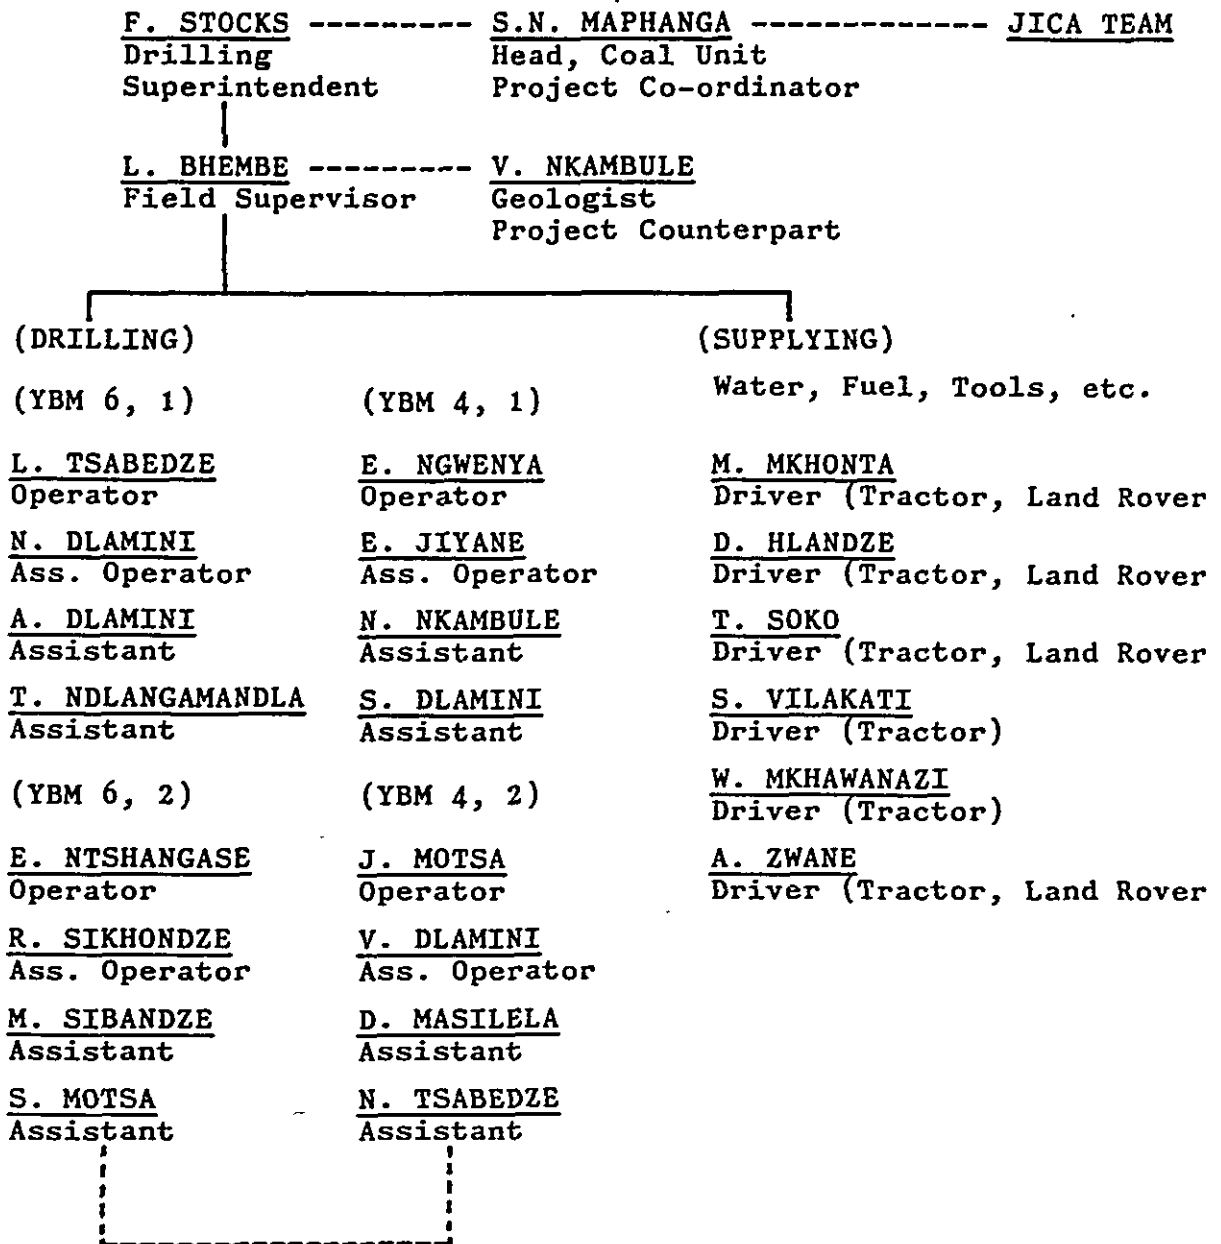 F. STOCKS --------- S.N. MAPHANGA ------------- JICA TEAM
Drilling Head, Coal Unit
Superintendent Project Co-ordinator
L. BHEMBE --------- V. NKAMBULE
Field Supervisor Geologist
Project Counterpart
(DRILLING) (SUPPLYING)
(YBM 6, 1) (YBM 4, 1) Water, Fuel, Tools, etc.
L. TSABEDZE E. NGWENYA M. MKHONTA
Operator Operator Driver (Tractor, Land Rover
N. DLAMINI E. JIYANE D. HLANDZE
Ass. Operator Ass. Operator Driver (Tractor, Land Rover
A. DLAMINI N. NKAMBULE T. SOKO
Assistant Assistant Driver (Tractor, Land Rover
T. NDLANGAMANDLA S. DLAMINI S. VILAKATI
Assistant Assistant Driver (Tractor)
(YBM 6, 2) (YBM 4, 2) W. MKHAWANAZI
Driver (Tractor)
E. NTSHANGASE J. MOTSA A. ZWANE
Operator Operator Driver (Tractor, Land Rover
R. SIKHONDZE V. DLAMINI
Ass. Operator Ass. Operator
M. SIBANDZE D. MASILELA
Assistant Assistant
S. MOTSA N. TSABEDZE
Assistant Assistant